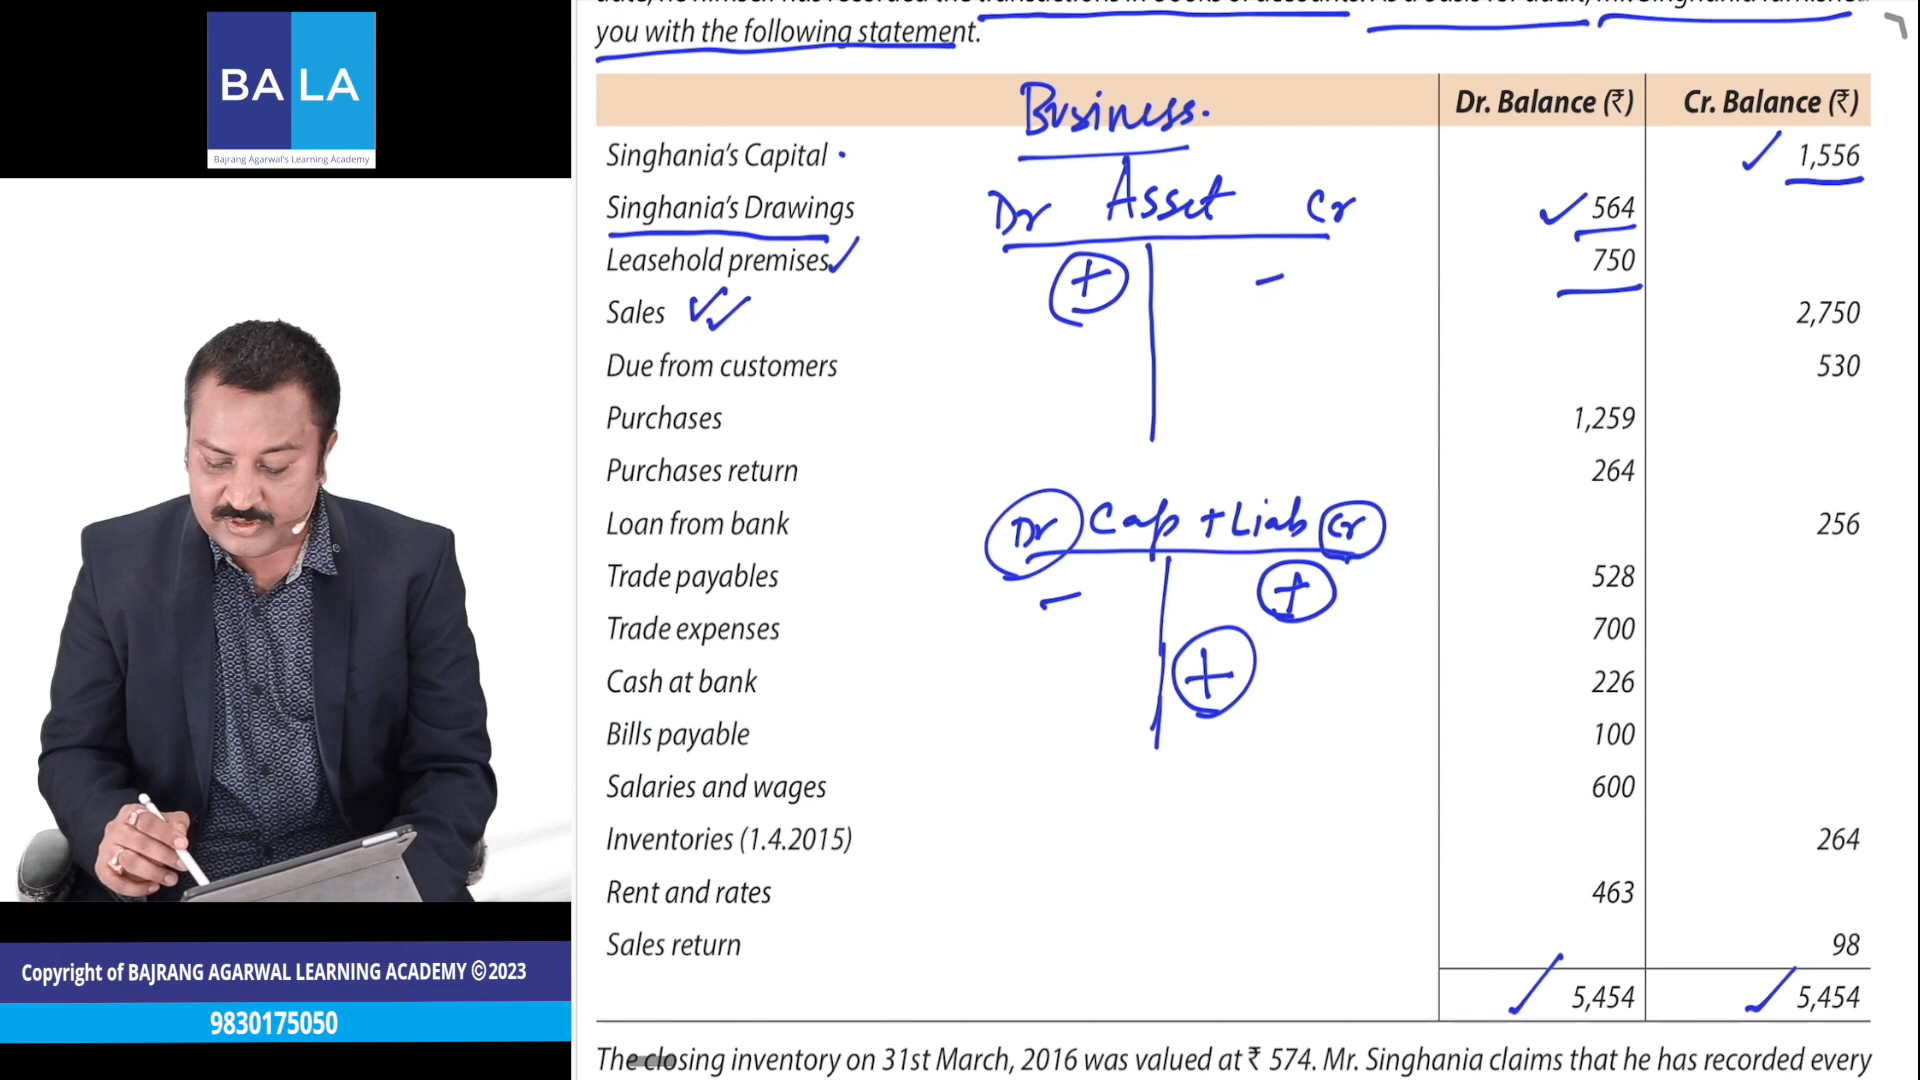 BALA
Bajrang Agarwal's Learning Academy
you with the following statement.
Business.
Dr. Balance (₹) Cr. Balance (₹)
Singhania's Capital 1,556
Singhania's Drawings 564
Dr Asset Cr
Leasehold premises 750
+ -
Sales 2,750
Due from customers 530
Purchases 1,259
Purchases return 264
Loan from bank 256
Dr Cap + Liab Cr
Trade payables 528
- +
Trade expenses 700
+
Cash at bank 226
Bills payable 100
Salaries and wages 600
Inventories (1.4.2015) 264
Rent and rates 463
Sales return 98
5,454 5,454
The closing inventory on 31st March, 2016 was valued at ₹ 574. Mr. Singhania claims that he has recorded every
Copyright of BAJRANG AGARWAL LEARNING ACADEMY ©2023
9830175050